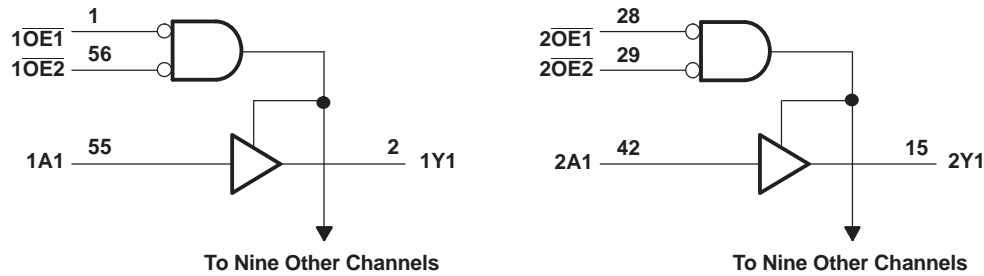 1
1OE1
56
1OE2
55
1A1
2
1Y1
To Nine Other Channels
28
2OE1
29
2OE2
42
2A1
15
2Y1
To Nine Other Channels